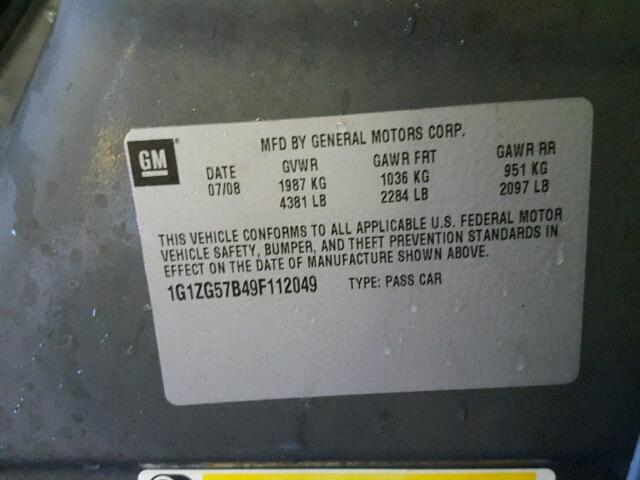 MFD BY GENERAL MOTORS CORP.
GM
DATE GVWR GAWR FRT GAWR RR
07/08 1987 KG 1036 KG 951 KG
4381 LB 2284 LB 2097 LB
THIS VEHICLE CONFORMS TO ALL APPLICABLE U.S. FEDERAL MOTOR
VEHICLE SAFETY, BUMPER, AND THEFT PREVENTION STANDARDS IN
EFFECT ON THE DATE OF MANUFACTURE SHOWN ABOVE.
1G1ZG57B49F112049 TYPE: PASS CAR